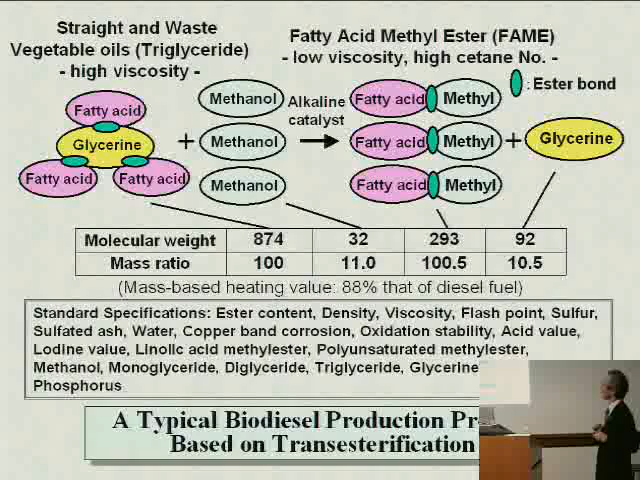 Straight and Waste
Vegetable oils (Triglyceride)
- high viscosity -
Fatty Acid Methyl Ester (FAME)
- low viscosity, high cetane No. -
: Ester bond
Fatty acid
Glycerine
Fatty acid
Fatty acid
+
Methanol
Methanol
Methanol
Alkaline
catalyst
Fatty acid Methyl
Fatty acid Methyl
Fatty acid Methyl
+
Glycerine
Molecular weight 874 32 293 92
Mass ratio 100 11.0 100.5 10.5
(Mass-based heating value: 88% that of diesel fuel)
Standard Specifications: Ester content, Density, Viscosity, Flash point, Sulfur,
Sulfated ash, Water, Copper band corrosion, Oxidation stability, Acid value,
Lodine value, Linolic acid methylester, Polyunsaturated methylester,
Methanol, Monoglyceride, Diglyceride, Triglyceride, Glycerine
Phosphorus
A Typical Biodiesel Production Pr
Based on Transesterification